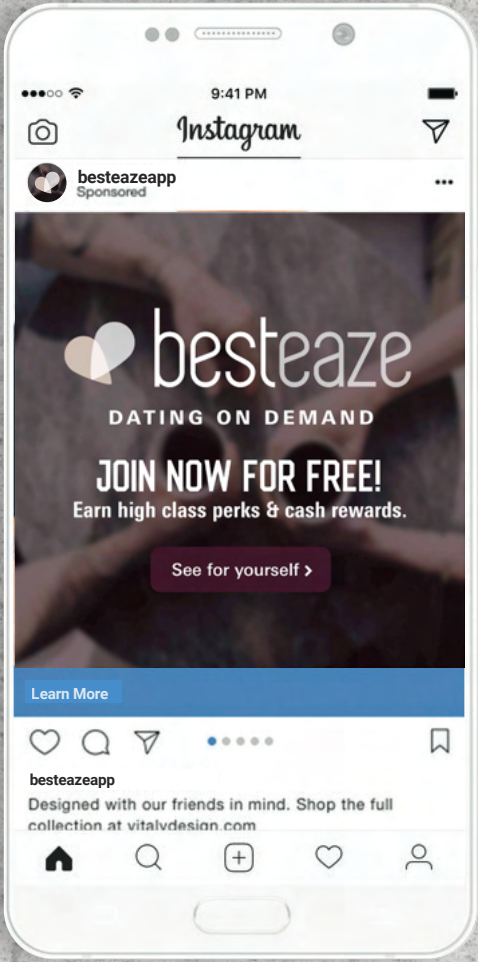 9:41 PM
Instagram
besteazeapp
Sponsored
besteaze
DATING ON DEMAND
JOIN NOW FOR FREE!
Earn high class perks & cash rewards.
See for yourself ›
Learn More
besteazeapp
Designed with our friends in mind. Shop the full
collection at vitalydesign.com